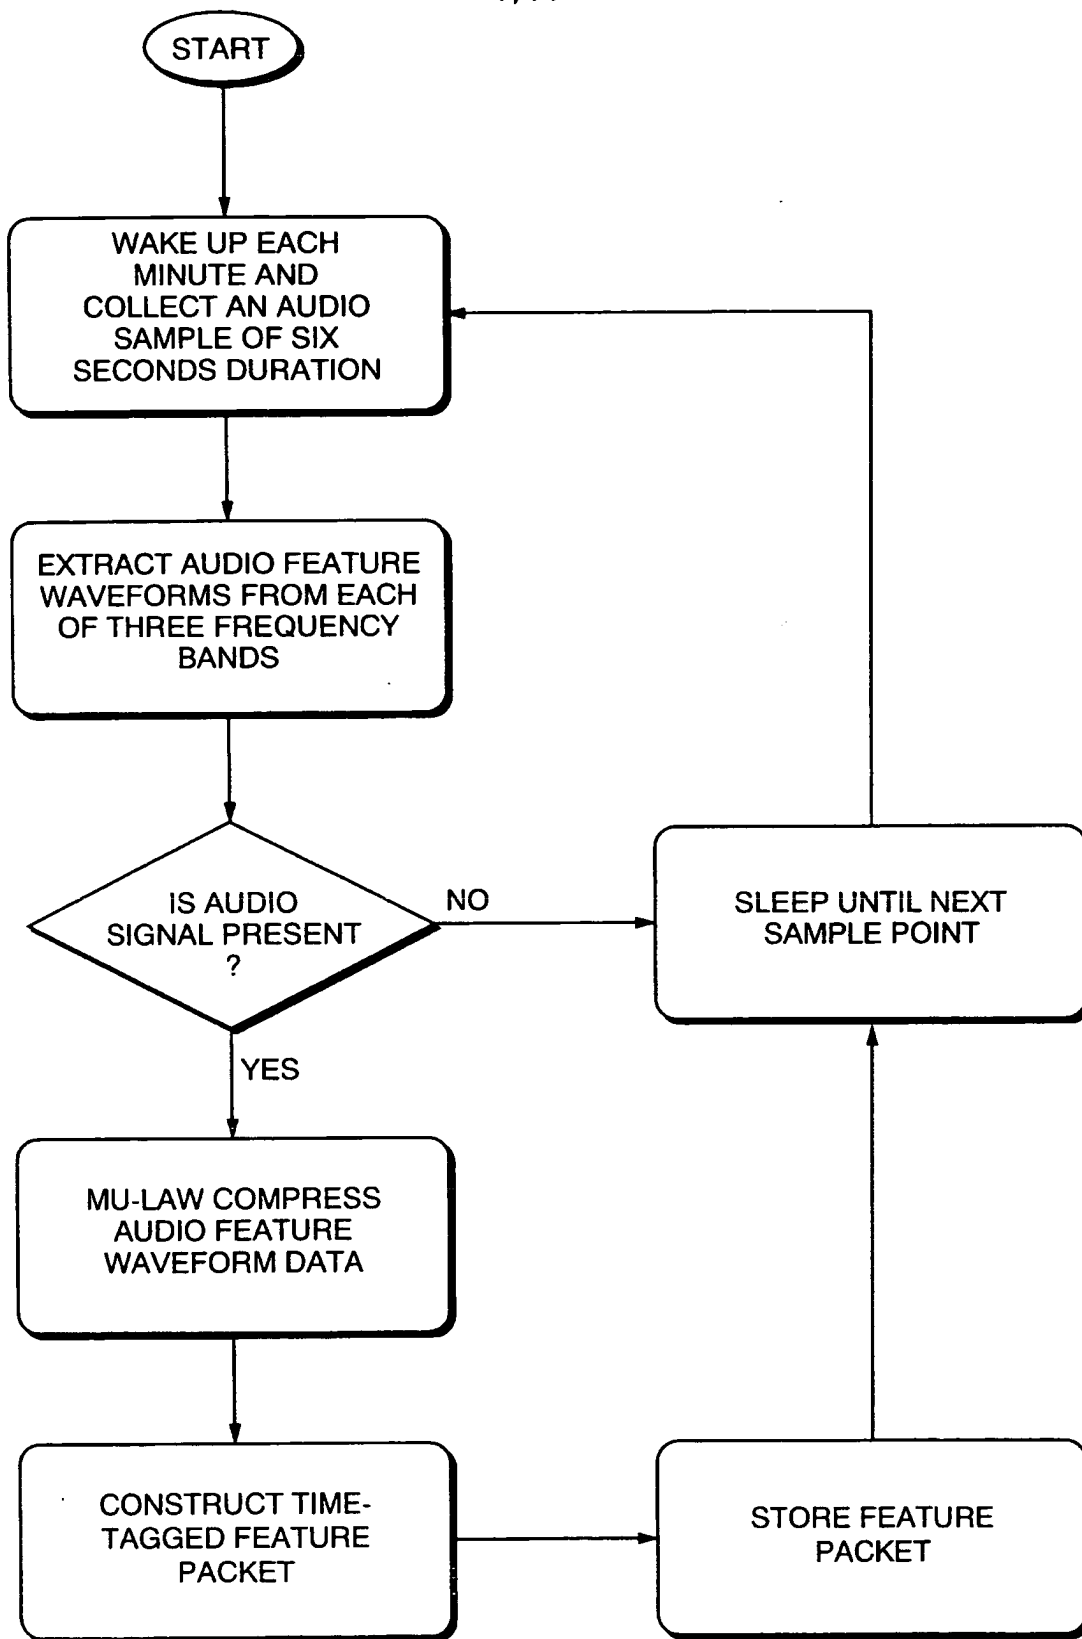 START
WAKE UP EACH
MINUTE AND
COLLECT AN AUDIO
SAMPLE OF SIX
SECONDS DURATION
EXTRACT AUDIO FEATURE
WAVEFORMS FROM EACH
OF THREE FREQUENCY
BANDS
IS AUDIO
SIGNAL PRESENT
?
NO
SLEEP UNTIL NEXT
SAMPLE POINT
YES
MU-LAW COMPRESS
AUDIO FEATURE
WAVEFORM DATA
CONSTRUCT TIME-
TAGGED FEATURE
PACKET
STORE FEATURE
PACKET